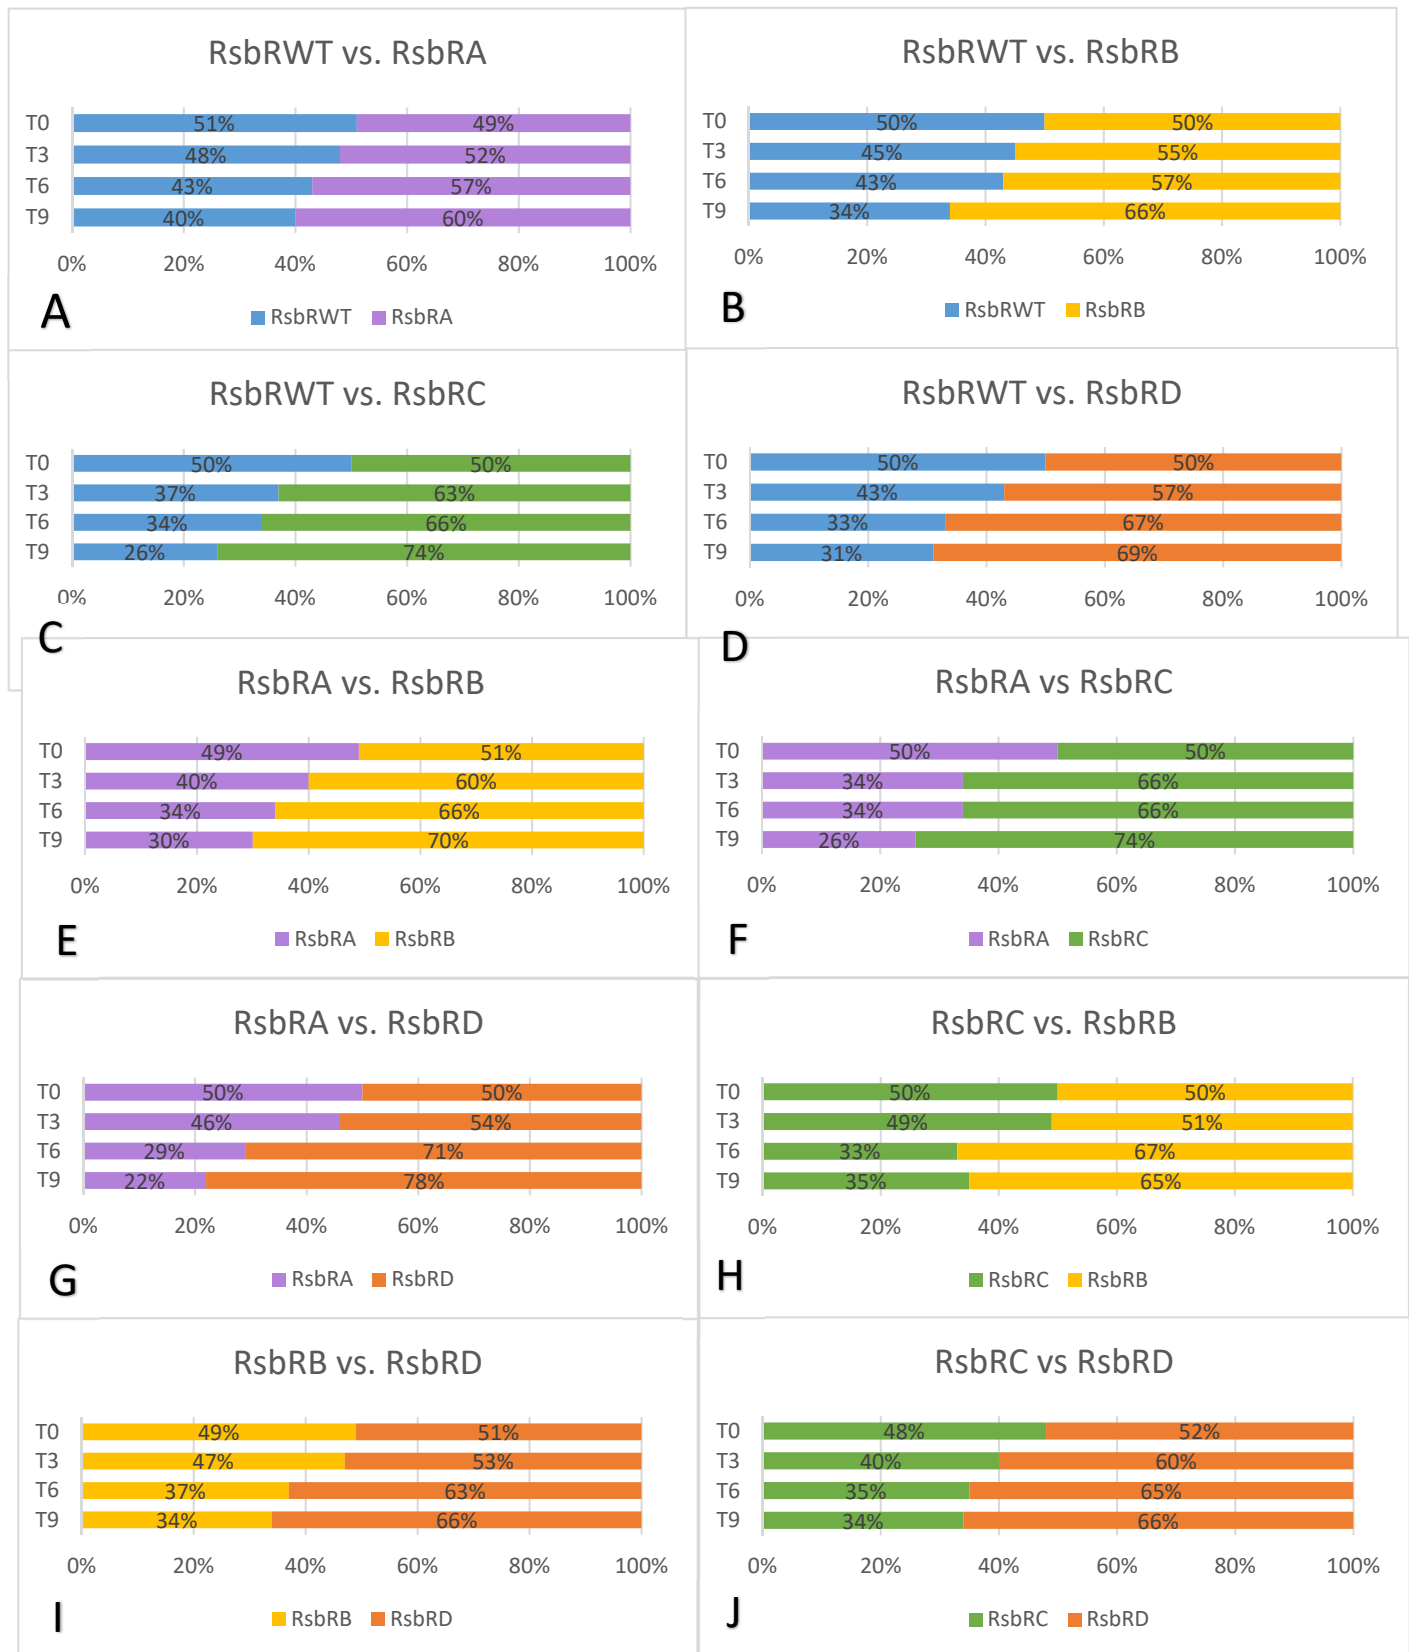 RsbRWT vs. RsbRA
T0 51% 49%
T3 48% 52%
T6 43% 57%
T9 40% 60%
0% 20% 40% 60% 80% 100%
A
RsbRWT RsbRA
RsbRWT vs. RsbRB
T0 50% 50%
T3 45% 55%
T6 43% 57%
T9 34% 66%
0% 20% 40% 60% 80% 100%
B
RsbRWT RsbRB
RsbRWT vs. RsbRC
T0 50% 50%
T3 37% 63%
T6 34% 66%
T9 26% 74%
0% 20% 40% 60% 80% 100%
C
RsbRWT vs. RsbRD
T0 50% 50%
T3 43% 57%
T6 33% 67%
T9 31% 69%
0% 20% 40% 60% 80% 100%
D
RsbRA vs. RsbRB
T0 49% 51%
T3 40% 60%
T6 34% 66%
T9 30% 70%
0% 20% 40% 60% 80% 100%
E
RsbRA RsbRB
RsbRA vs RsbRC
T0 50% 50%
T3 34% 66%
T6 34% 66%
T9 26% 74%
0% 20% 40% 60% 80% 100%
F
RsbRA RsbRC
RsbRA vs. RsbRD
T0 50% 50%
T3 46% 54%
T6 29% 71%
T9 22% 78%
0% 20% 40% 60% 80% 100%
G
RsbRA RsbRD
RsbRC vs. RsbRB
T0 50% 50%
T3 49% 51%
T6 33% 67%
T9 35% 65%
0% 20% 40% 60% 80% 100%
H
RsbRC RsbRB
RsbRB vs. RsbRD
T0 49% 51%
T3 47% 53%
T6 37% 63%
T9 34% 66%
0% 20% 40% 60% 80% 100%
I
RsbRB RsbRD
RsbRC vs RsbRD
T0 48% 52%
T3 40% 60%
T6 35% 65%
T9 34% 66%
0% 20% 40% 60% 80% 100%
J
RsbRC RsbRD